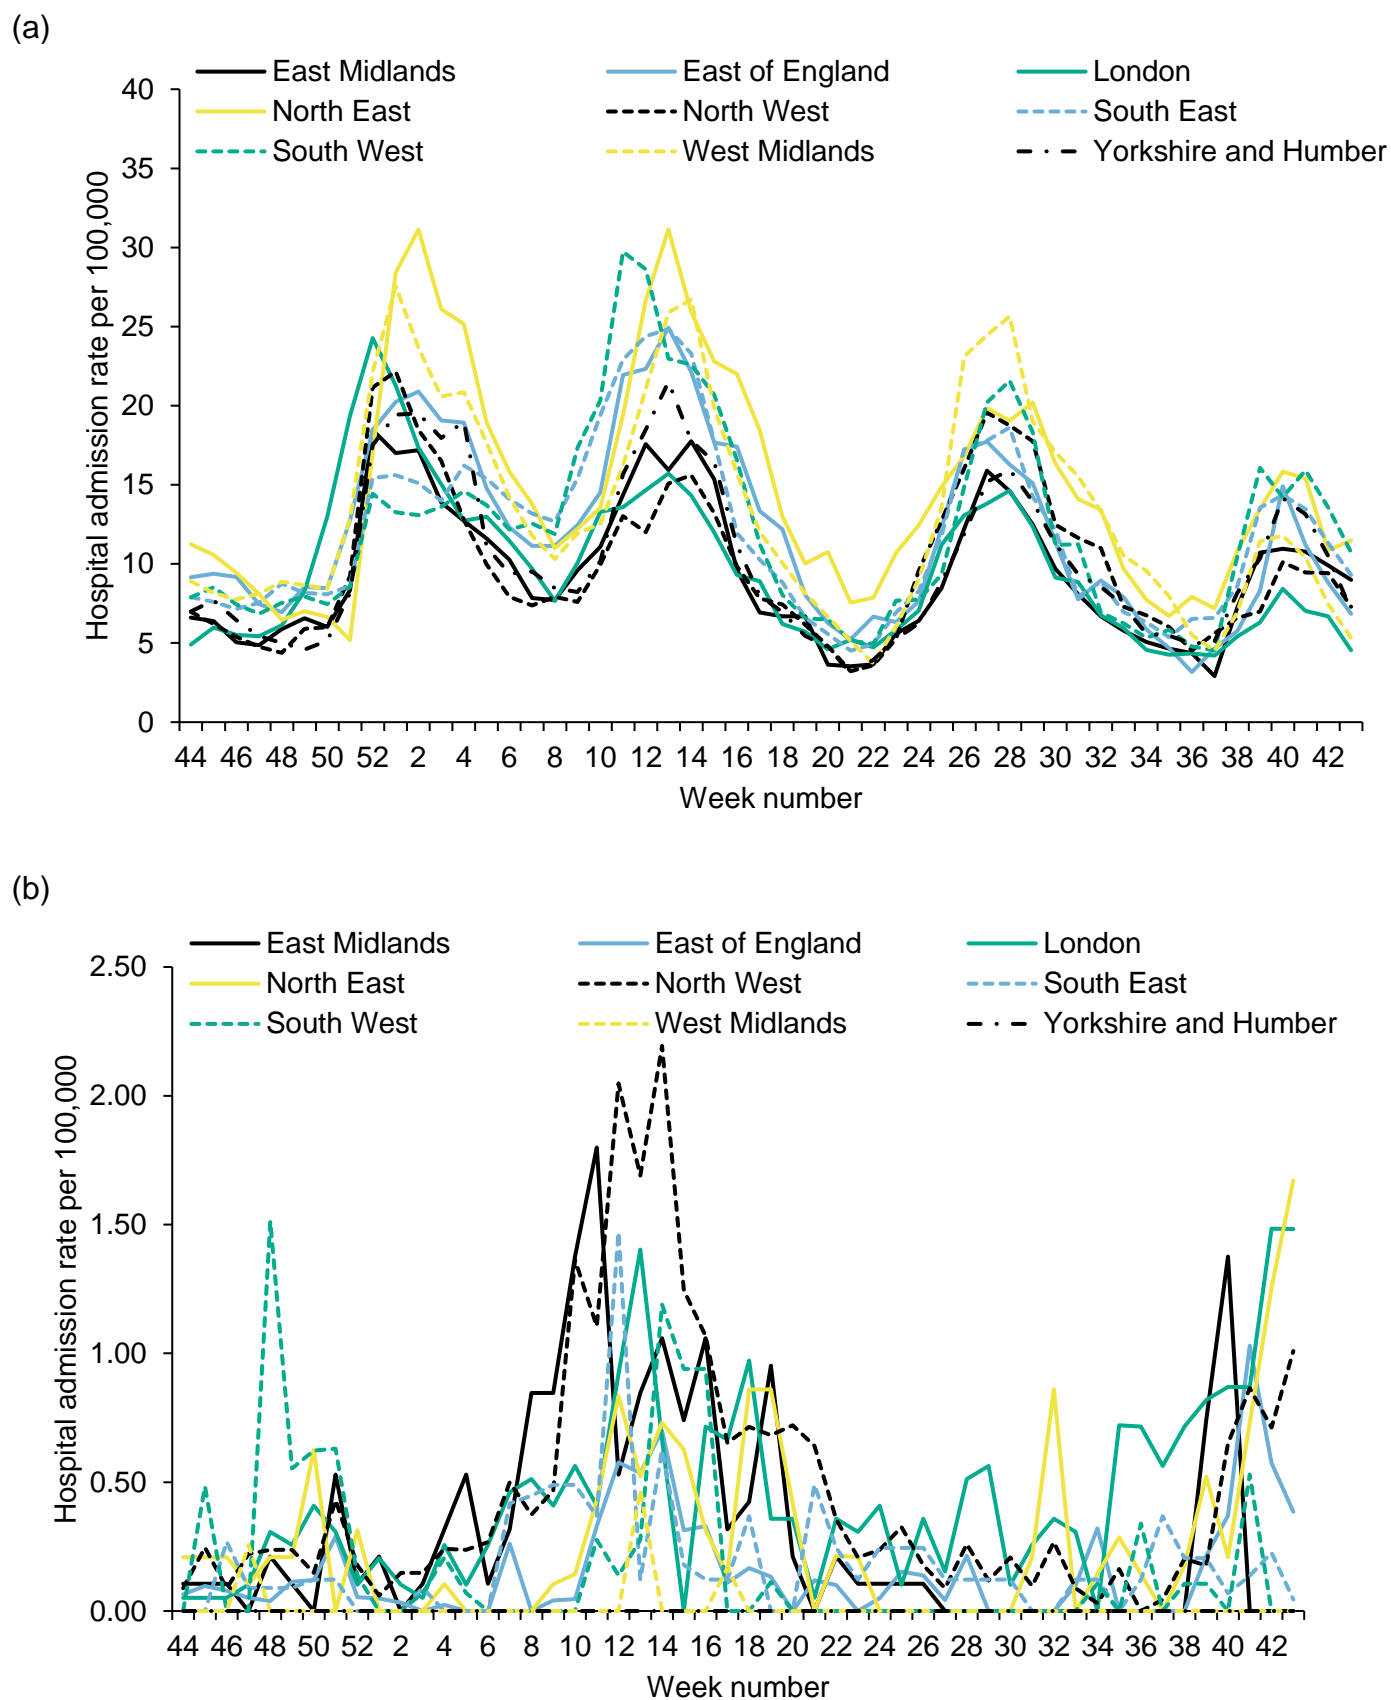 (a)
East Midlands East of England London
North East North West South East
South West West Midlands Yorkshire and Humber
Hospital admission rate per 100,000
40
35
30
25
20
15
10
5
0
44 46 48 50 52 2 4 6 8 10 12 14 16 18 20 22 24 26 28 30 32 34 36 38 40 42
Week number
(b)
East Midlands East of England London
North East North West South East
South West West Midlands Yorkshire and Humber
Hospital admission rate per 100,000
2.50
2.00
1.50
1.00
0.50
0.00
44 46 48 50 52 2 4 6 8 10 12 14 16 18 20 22 24 26 28 30 32 34 36 38 40 42
Week number